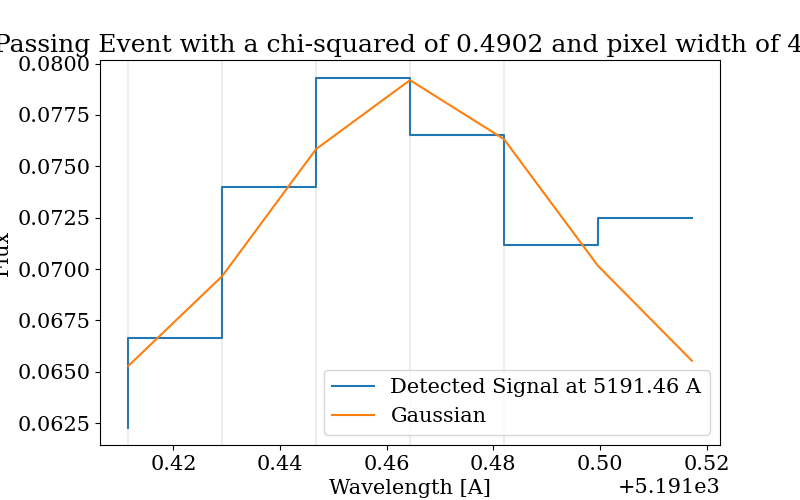 Passing Event with a chi-squared of 0.4902 and pixel width of 4
0.0800
0.0775
0.0750
0.0725
0.0700
0.0675
0.0650
0.0625
Flux
Detected Signal at 5191.46 A
Gaussian
0.42 0.44 0.46 0.48 0.50 0.52
Wavelength [A]
+5.191e3